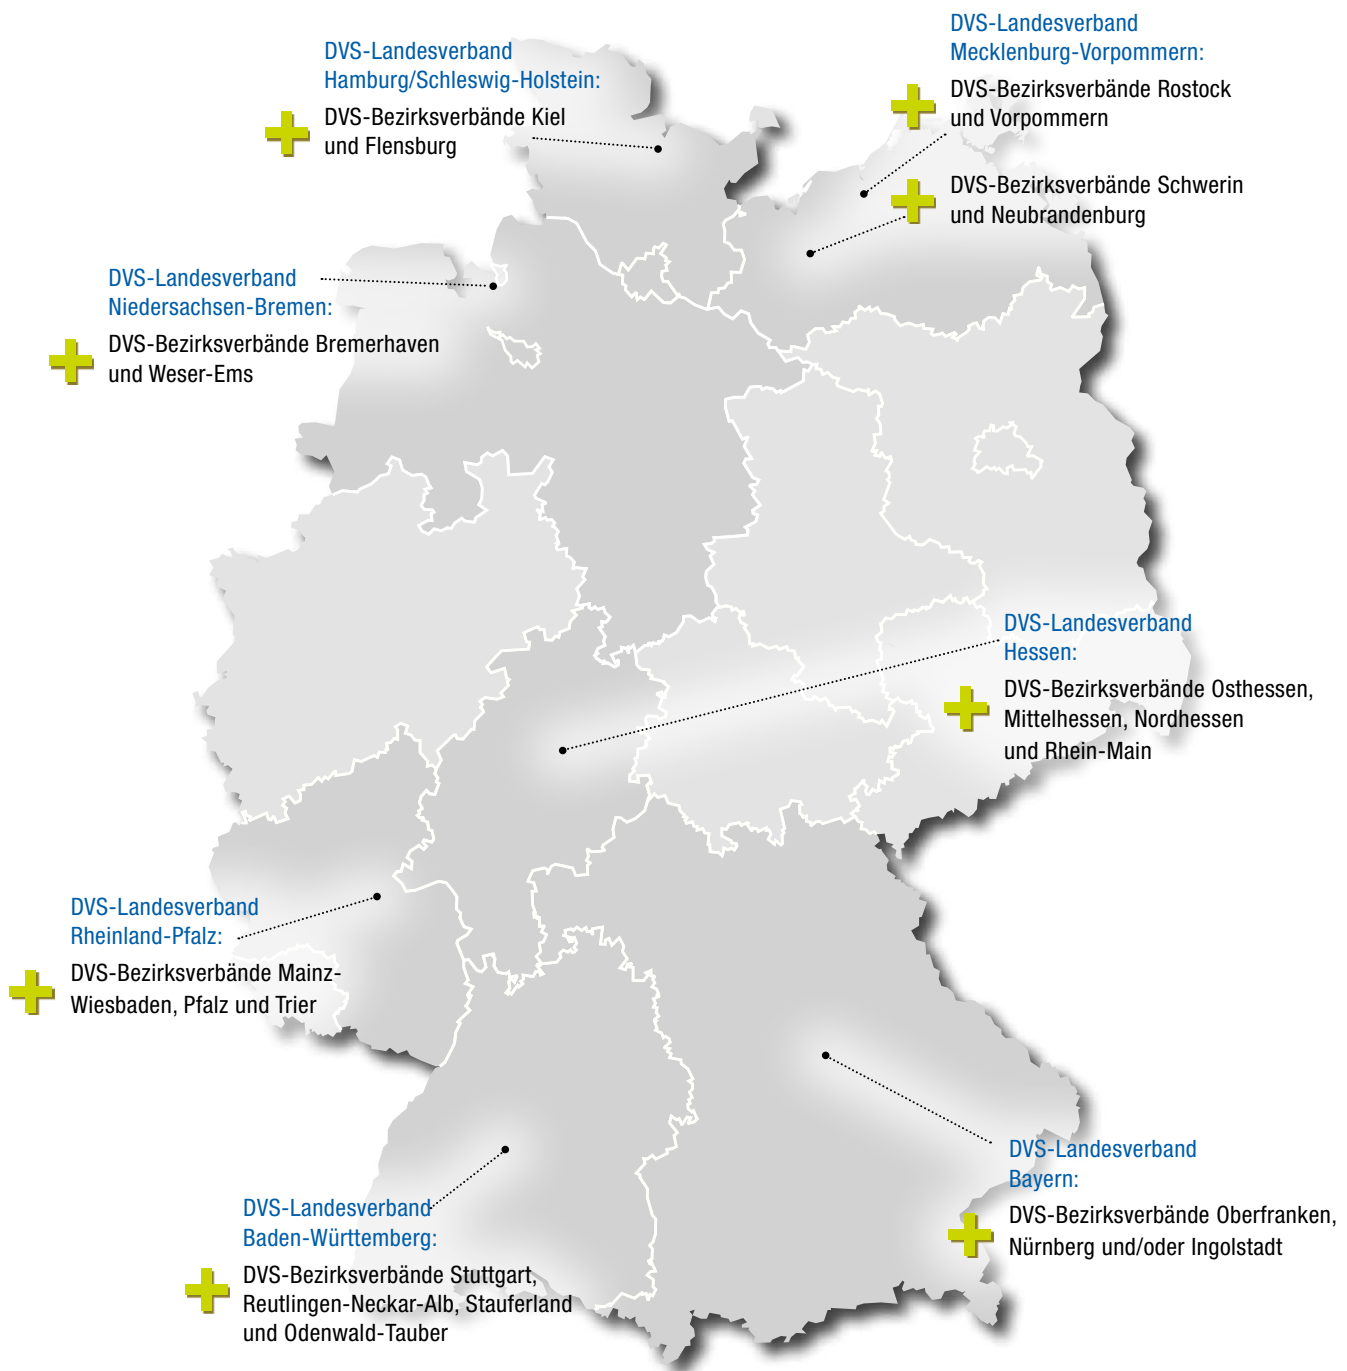 DVS-Landesverband
Hamburg/Schleswig-Holstein:
DVS-Bezirksverbände Kiel
und Flensburg
DVS-Landesverband
Mecklenburg-Vorpommern:
DVS-Bezirksverbände Rostock
und Vorpommern
DVS-Bezirksverbände Schwerin
und Neubrandenburg
DVS-Landesverband
Niedersachsen-Bremen:
DVS-Bezirksverbände Bremerhaven
und Weser-Ems
DVS-Landesverband
Hessen:
DVS-Bezirksverbände Osthessen,
Mittelhessen, Nordhessen
und Rhein-Main
DVS-Landesverband
Rheinland-Pfalz:
DVS-Bezirksverbände Mainz-
Wiesbaden, Pfalz und Trier
DVS-Landesverband
Bayern:
DVS-Bezirksverbände Oberfranken,
Nürnberg und/oder Ingolstadt
DVS-Landesverband
Baden-Württemberg:
DVS-Bezirksverbände Stuttgart,
Reutlingen-Neckar-Alb, Stauferland
und Odenwald-Tauber